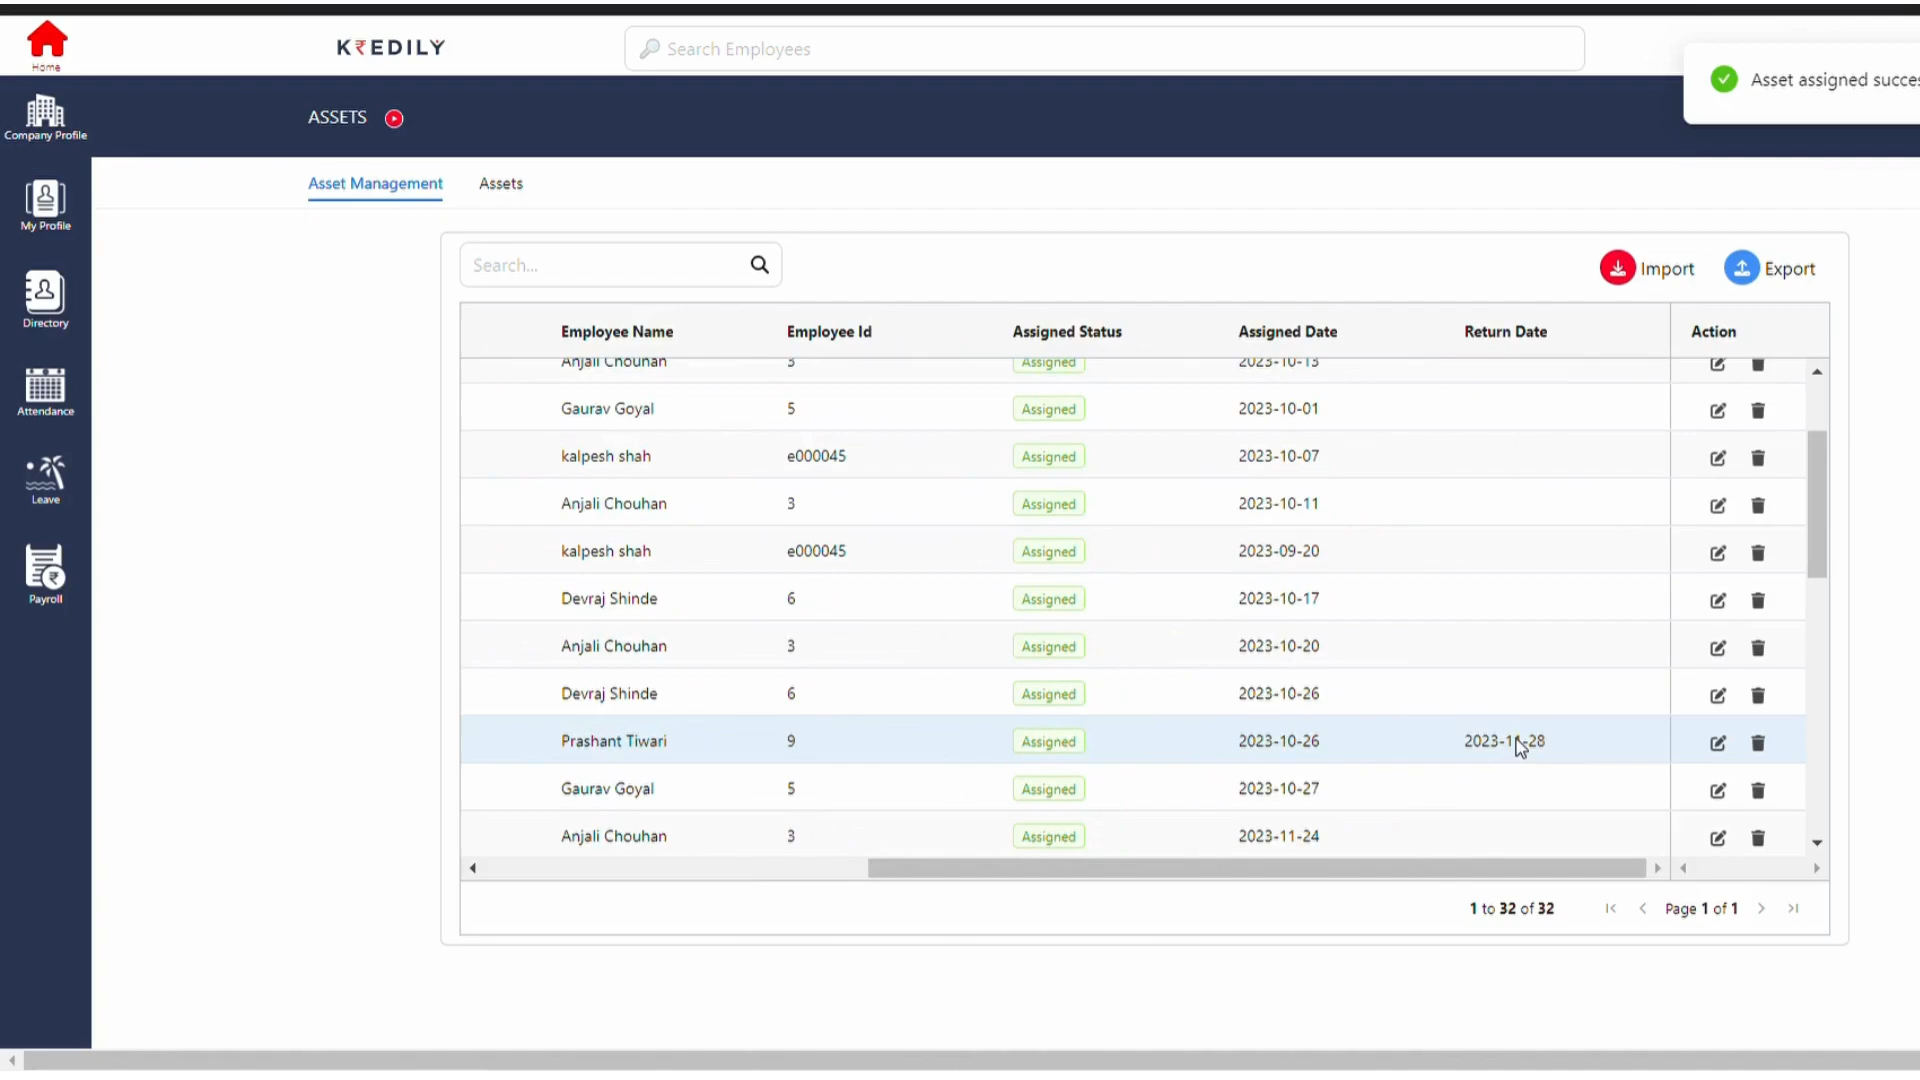 Home
KREDILY
Search Employees
Asset assigned succes
Company Profile
ASSETS
My Profile
Asset Management Assets
Directory
Search...
Import Export
Employee Name Employee Id Assigned Status Assigned Date Return Date Action
Anjali Chouhan 3 Assigned 2023-10-13
Attendance
Gaurav Goyal 5 Assigned 2023-10-01
kalpesh shah e000045 Assigned 2023-10-07
Leave
Anjali Chouhan 3 Assigned 2023-10-11
kalpesh shah e000045 Assigned 2023-09-20
Payroll
Devraj Shinde 6 Assigned 2023-10-17
Anjali Chouhan 3 Assigned 2023-10-20
Devraj Shinde 6 Assigned 2023-10-26
Prashant Tiwari 9 Assigned 2023-10-26 2023-11-28
Gaurav Goyal 5 Assigned 2023-10-27
Anjali Chouhan 3 Assigned 2023-11-24
1 to 32 of 32 Page 1 of 1